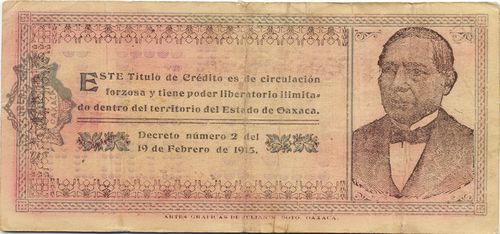 ESTE Titulo de Crédito es de circulación
forzosa y tiene poder liberatorio ilimita-
do dentro del territorio del Estado de Oaxaca.
Decreto número 2 del
19 de Febrero de 1915.
ARTES GRAFICAS DE JULIAN S. SOTO. OAXACA.